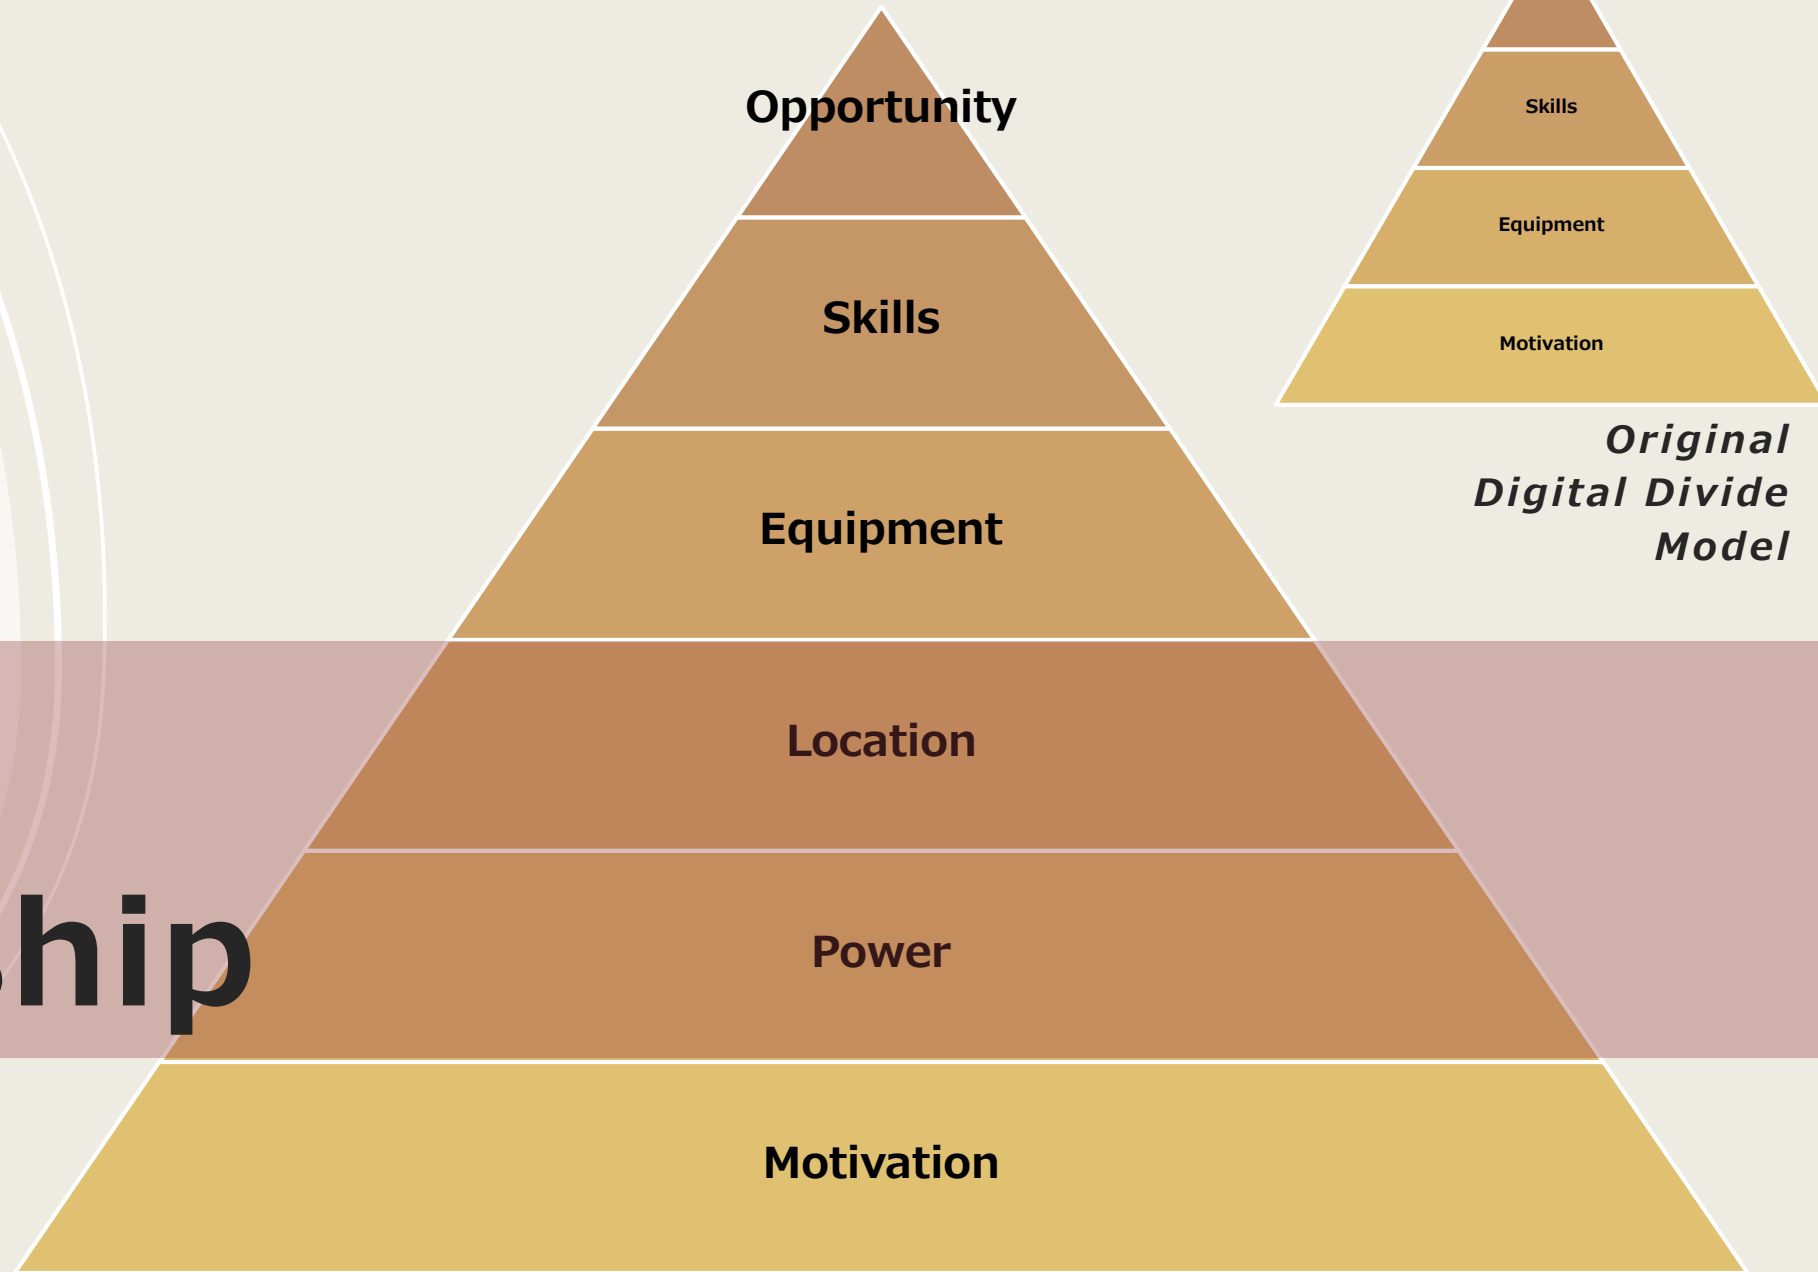 Opportunity
Skills
Equipment
Location
Power
Motivation
Skills
Equipment
Motivation
Original
Digital Divide
Model
hip